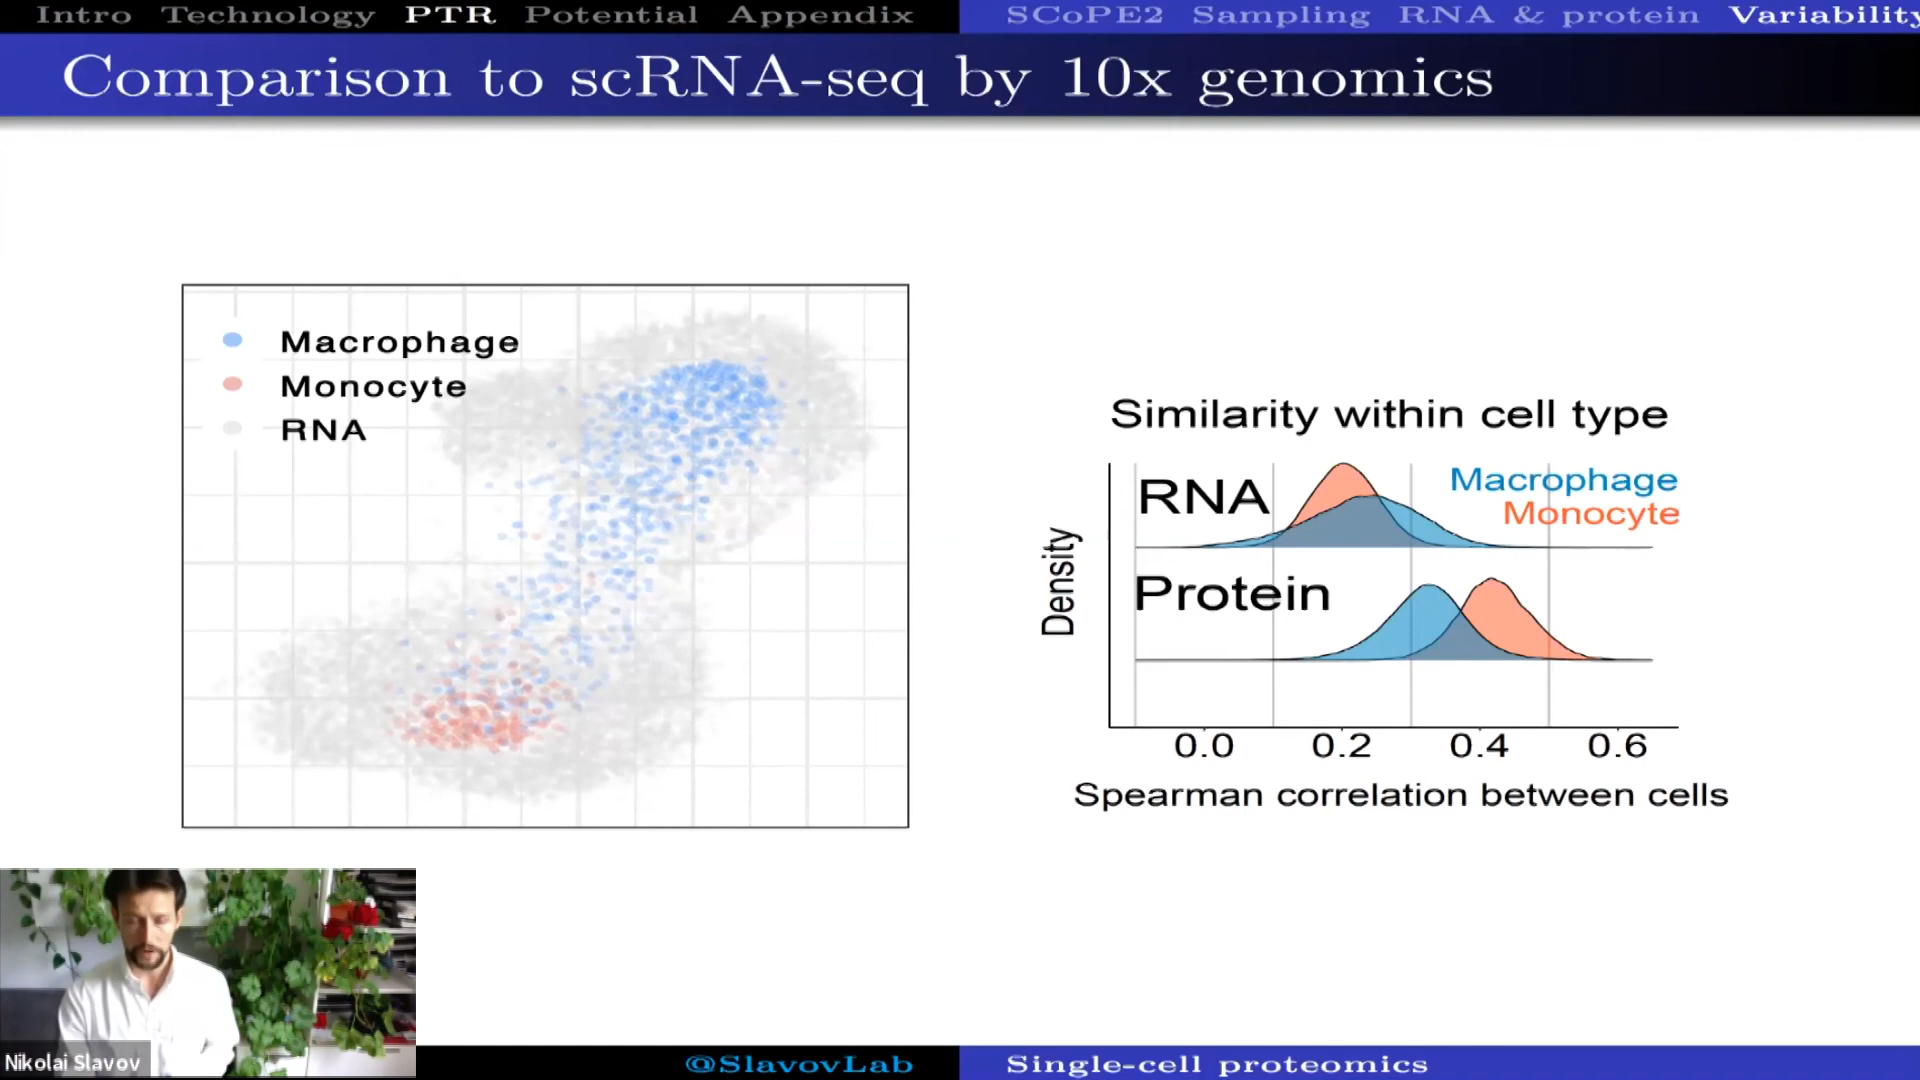 Intro Technology PTR Potential Appendix SCoPE2 Sampling RNA & protein Variability
Comparison to scRNA-seq by 10x genomics
Macrophage
Monocyte
RNA
Similarity within cell type
RNA
Macrophage
Monocyte
Protein
Density
0.0 0.2 0.4 0.6
Spearman correlation between cells
Nikolai Slavov
@SlavovLab Single-cell proteomics